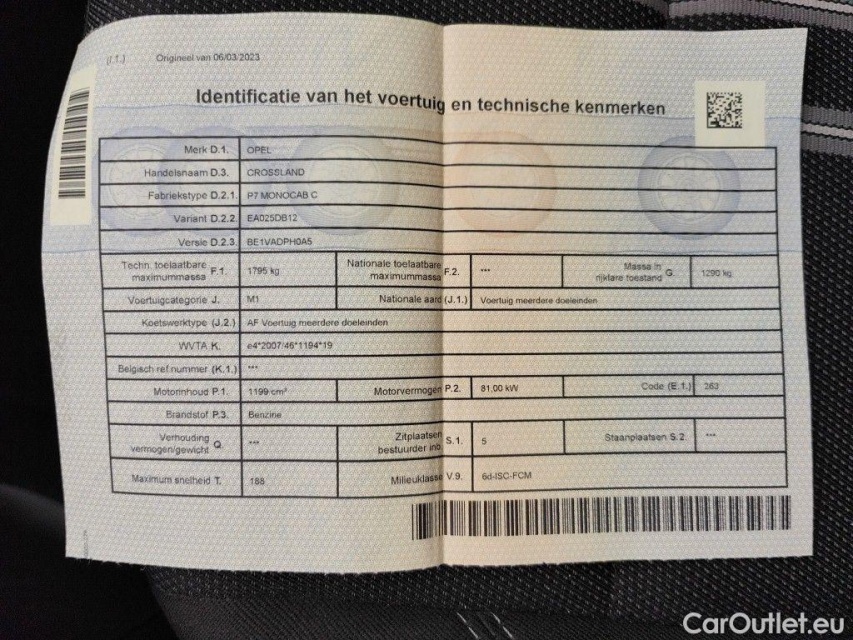 (I.1.) Origineel van 06/03/2023
Identificatie van het voertuig en technische kenmerken
Merk D.1. OPEL
Handelsnaam D.3. CROSSLAND
Fabriekstype D.2.1. P7 MONOCAB C
Variant D.2.2. EA025DB12
Versie D.2.3. BE1VADPH0A5
Techn. toelaatbare maximummassa F.1. 1795 kg Nationale toelaatbare maximummassa F.2. *** Massa in rijklare toestand G. 1290 kg
Voertuigcategorie J. M1 Nationale aard (J.1.) Voertuig meerdere doeleinden
Koetswerktype (J.2.) AF Voertuig meerdere doeleinden
WVTA K. e4*2007/46*1194*19
Belgisch ref.nummer (K.1.) ***
Motorinhoud P.1. 1199 cm³ Motorvermogen P.2. 81,00 kW Code (E.1.) 263
Brandstof P.3. Benzine
Verhouding vermogen/gewicht Q. *** Zitplaatsen bestuurder inb S.1. 5 Staanplaatsen S.2. ***
Maximum snelheid T. 188 Milieuklasse V.9. 6d-ISC-FCM
CarOutlet.eu